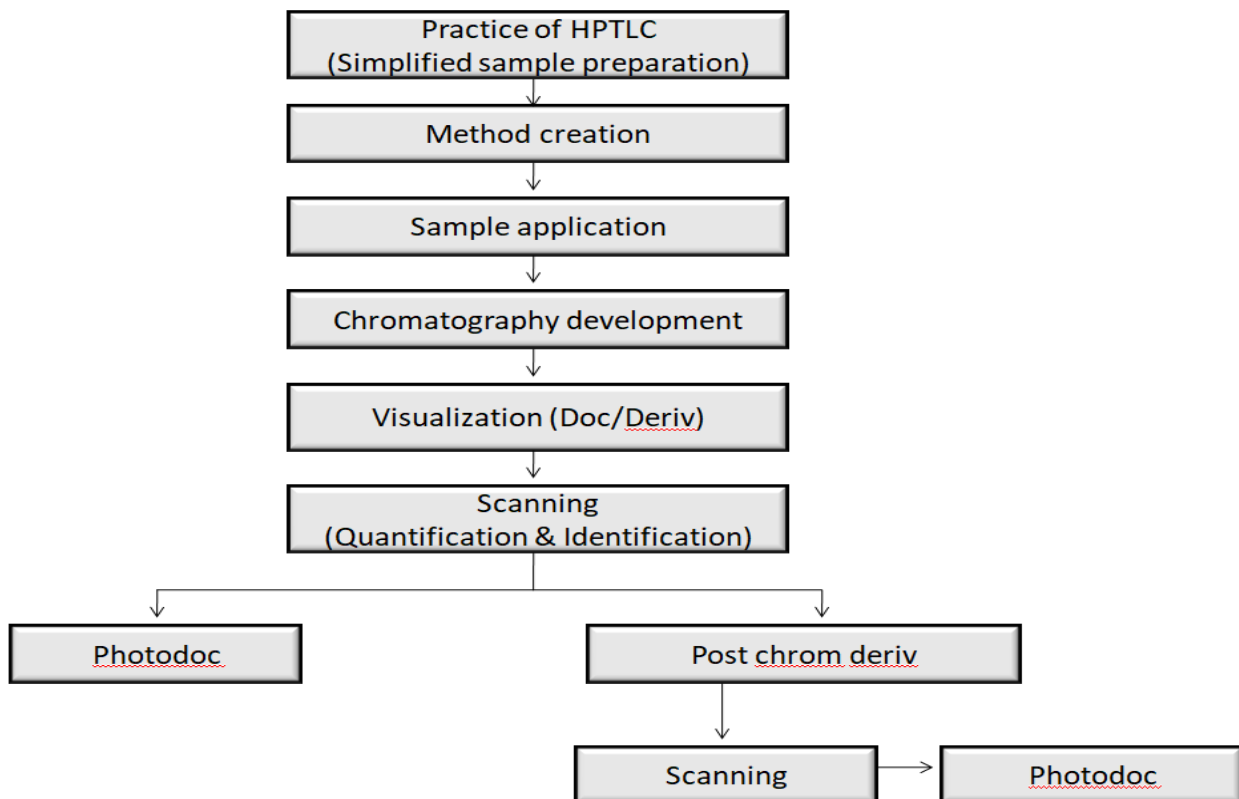 Practice of HPTLC
(Simplified sample preparation)
Method creation
Sample application
Chromatography development
Visualization (Doc/Deriv)
Scanning
(Quantification & Identification)
Photodoc
Post chrom deriv
Scanning
Photodoc